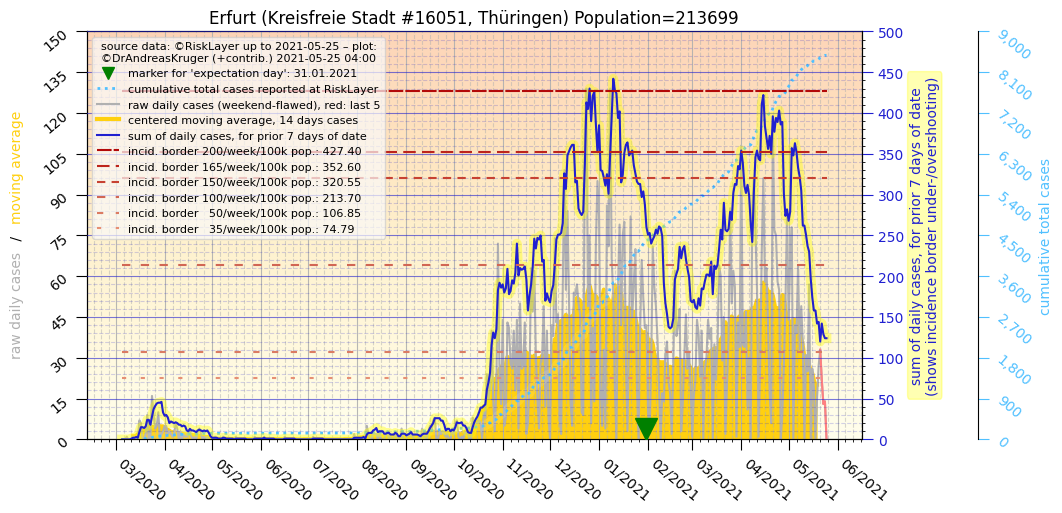 Erfurt (Kreisfreie Stadt #16051, Thüringen) Population=213699
source data: ©RiskLayer up to 2021-05-25 – plot:
©DrAndreasKruger (+contrib.) 2021-05-25 04:00
marker for 'expectation day': 31.01.2021
cumulative total cases reported at RiskLayer
raw daily cases (weekend-flawed), red: last 5
centered moving average, 14 days cases
sum of daily cases, for prior 7 days of date
incid. border 200/week/100k pop.: 427.40
incid. border 165/week/100k pop.: 352.60
incid. border 150/week/100k pop.: 320.55
incid. border 100/week/100k pop.: 213.70
incid. border 50/week/100k pop.: 106.85
incid. border 35/week/100k pop.: 74.79
raw daily cases / moving average
150
135
120
105
90
75
60
45
30
15
0
03/2020
04/2020
05/2020
06/2020
07/2020
08/2020
09/2020
10/2020
11/2020
12/2020
01/2021
02/2021
03/2021
04/2021
05/2021
06/2021
500
450
400
350
300
250
200
150
100
50
0
sum of daily cases, for prior 7 days of date
(shows incidence border under-/overshooting)
9,000
8,100
7,200
6,300
5,400
4,500
3,600
2,700
1,800
900
0
cumulative total cases